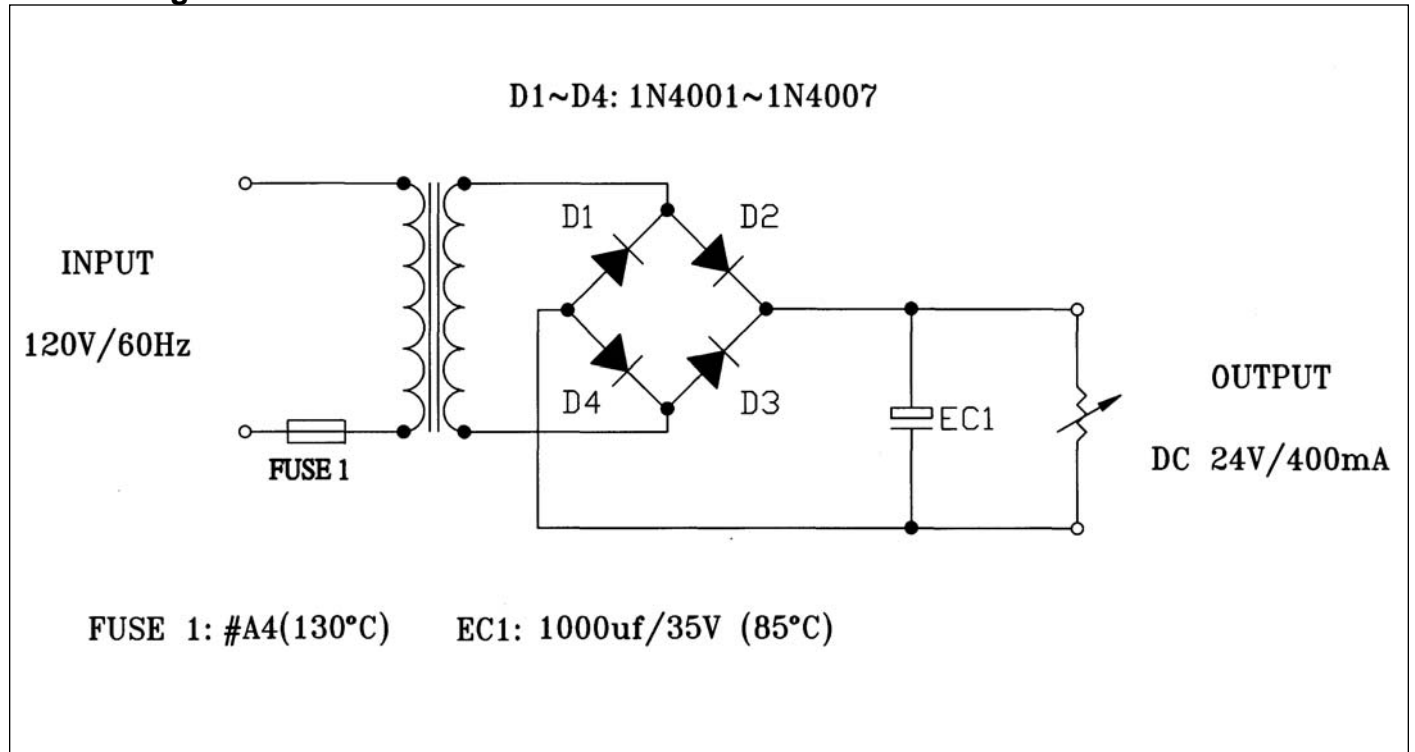 D1~D4: 1N4001~1N4007
D1
D2
INPUT
120V/60Hz
D4
D3
EC1
OUTPUT
DC 24V/400mA
FUSE 1
FUSE 1: #A4(130°C)
EC1: 1000uf/35V (85°C)